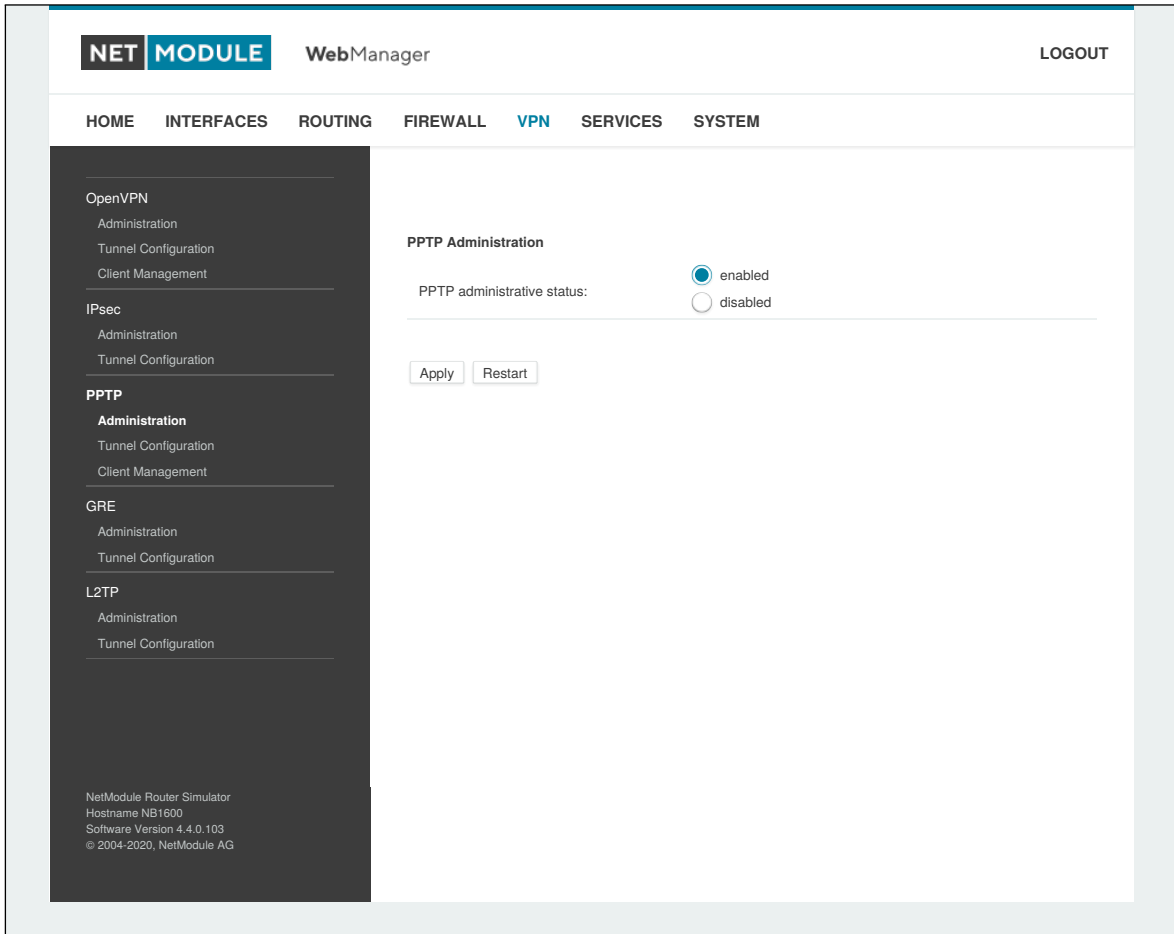 NET MODULE WebManager LOGOUT
HOME INTERFACES ROUTING FIREWALL VPN SERVICES SYSTEM
OpenVPN
Administration
Tunnel Configuration
Client Management
IPsec
Administration
Tunnel Configuration
PPTP
Administration
Tunnel Configuration
Client Management
GRE
Administration
Tunnel Configuration
L2TP
Administration
Tunnel Configuration
NetModule Router Simulator
Hostname NB1600
Software Version 4.4.0.103
© 2004-2020, NetModule AG
PPTP Administration
PPTP administrative status:
enabled
disabled
Apply Restart